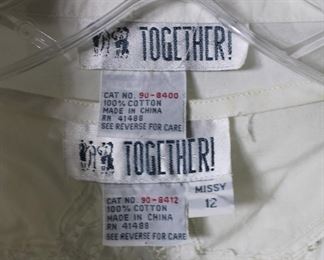 TOGETHER!
CAT NO. 90-8400
100% COTTON
MADE IN CHINA
RN 41488
SEE REVERSE FOR CARE
TOGETHER!
CAT NO. 90-8412
100% COTTON
MADE IN CHINA
RN 41488
SEE REVERSE FOR CARE
MISSY
12